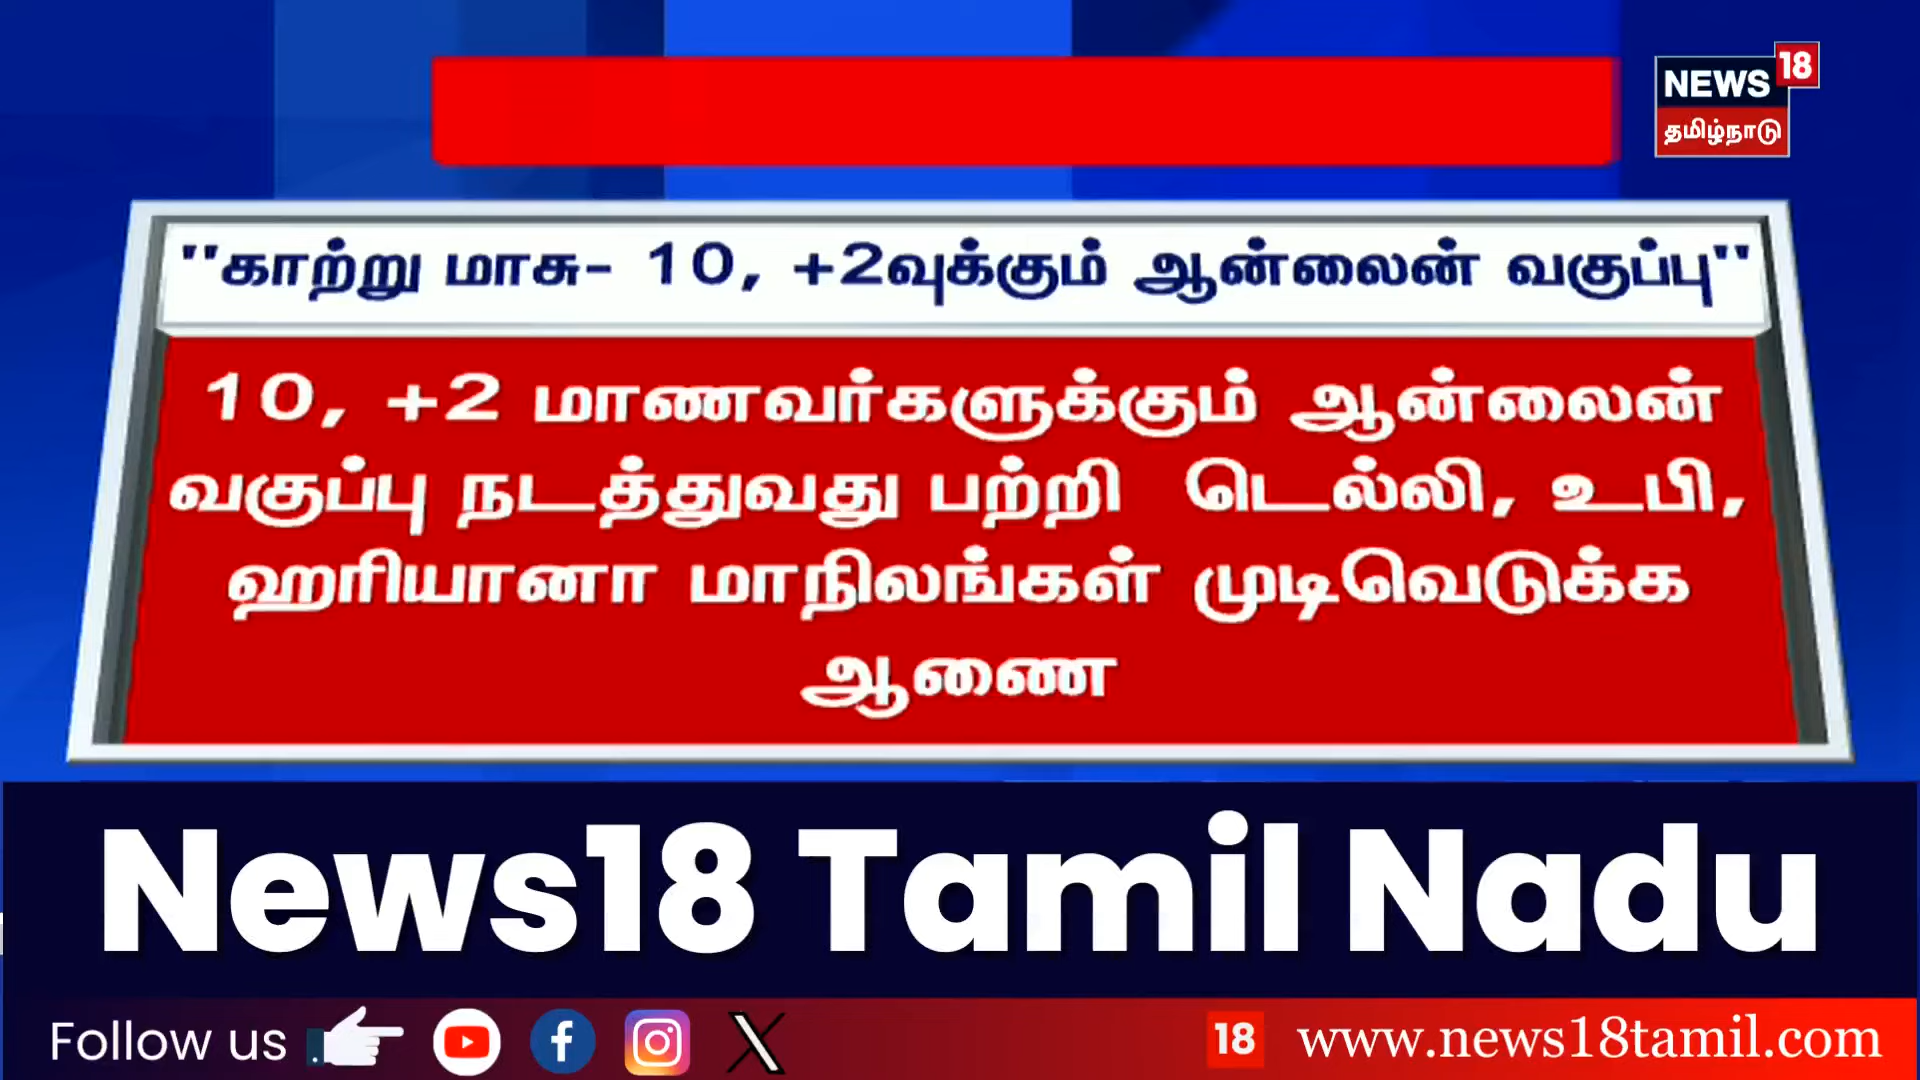 NEWS 18
தமிழ்நாடு
"காற்று மாசு- 10, +2வுக்கும் ஆன்லைன் வகுப்பு"
10, +2 மாணவர்களுக்கும் ஆன்லைன்
வகுப்பு நடத்துவது பற்றி டெல்லி, உபி,
ஹரியானா மாநிலங்கள் முடிவெடுக்க
ஆணை
News18 Tamil Nadu
Follow us 18 www.news18tamil.com